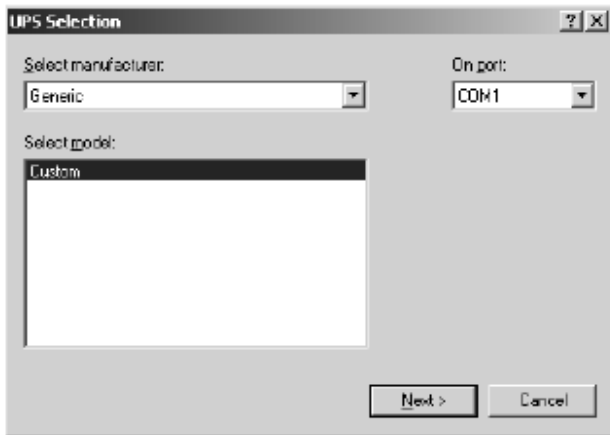 UPS Selection
Select manufacturer:
On port:
Generic
COM1
Select model:
Custom
Next >
Cancel